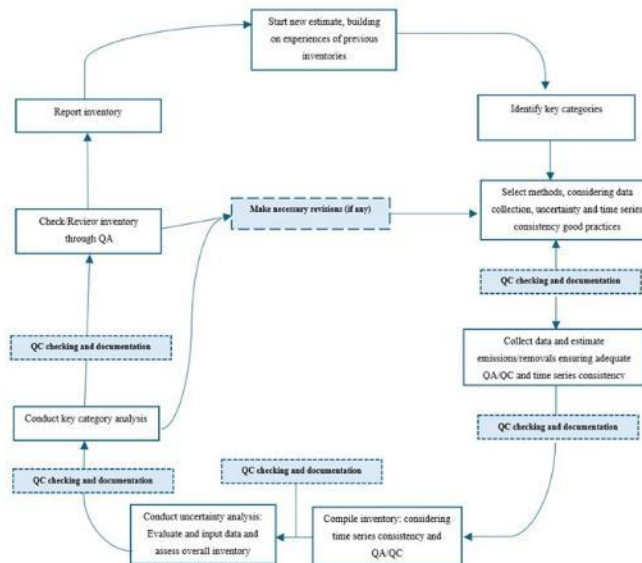 Start new estimate, building
on experiences of previous
inventories
Report inventory
Identify key categories
Check/Review inventory
through QA
Make necessary revisions (if any)
Select methods, considering data
collection, uncertainty and time series
consistency good practices
QC checking and documentation
QC checking and documentation
Collect data and estimate
emissions/removals ensuring adequate
QA/QC and time series consistency
Conduct key category analysis
QC checking and documentation
QC checking and documentation
QC checking and documentation
Conduct uncertainty analysis:
Evaluate and input data and
assess overall inventory
Compile inventory: considering
time series consistency and
QA/QC